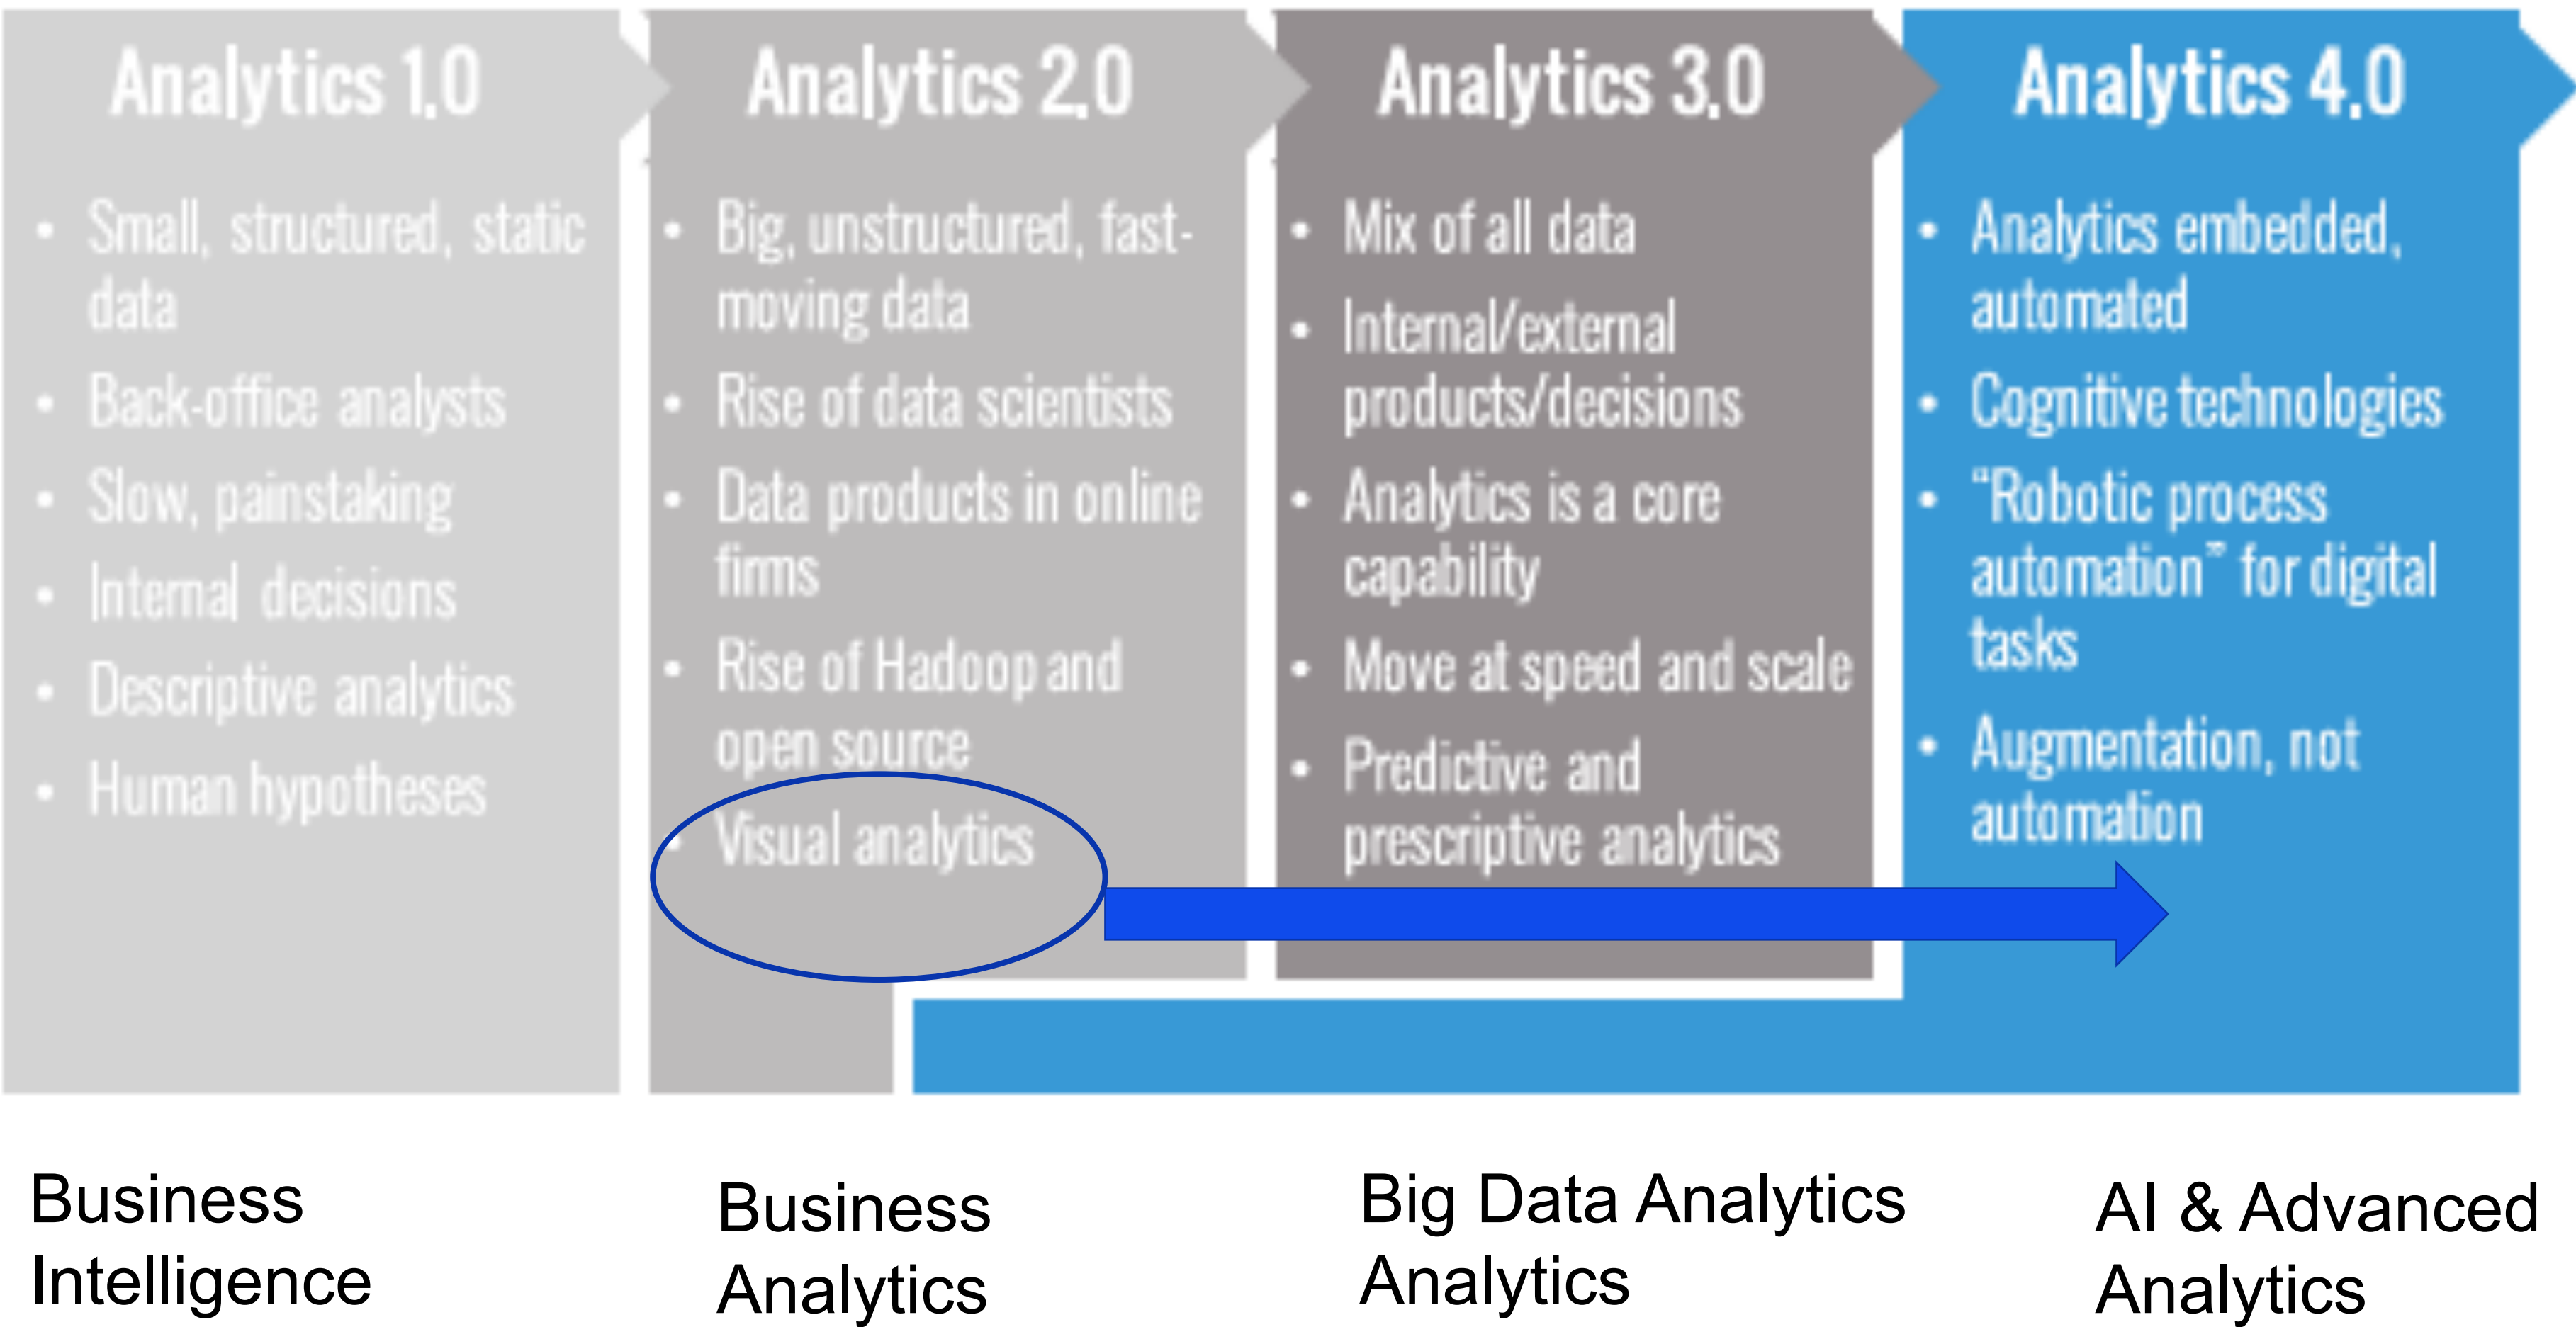 Analytics 1.0
• Small, structured, static
data
• Back-office analysts
• Slow, painstaking
• Internal decisions
• Descriptive analytics
• Human hypotheses
Analytics 2.0
• Big, unstructured, fast-
moving data
• Rise of data scientists
• Data products in online
firms
• Rise of Hadoop and
open source
• Visual analytics
Analytics 3.0
• Mix of all data
• Internal/external
products/decisions
• Analytics is a core
capability
• Move at speed and scale
• Predictive and
prescriptive analytics
Analytics 4.0
• Analytics embedded,
automated
• Cognitive technologies
• “Robotic process
automation” for digital
tasks
• Augmentation, not
automation
Business
Intelligence
Business
Analytics
Big Data Analytics
Analytics
AI & Advanced
Analytics